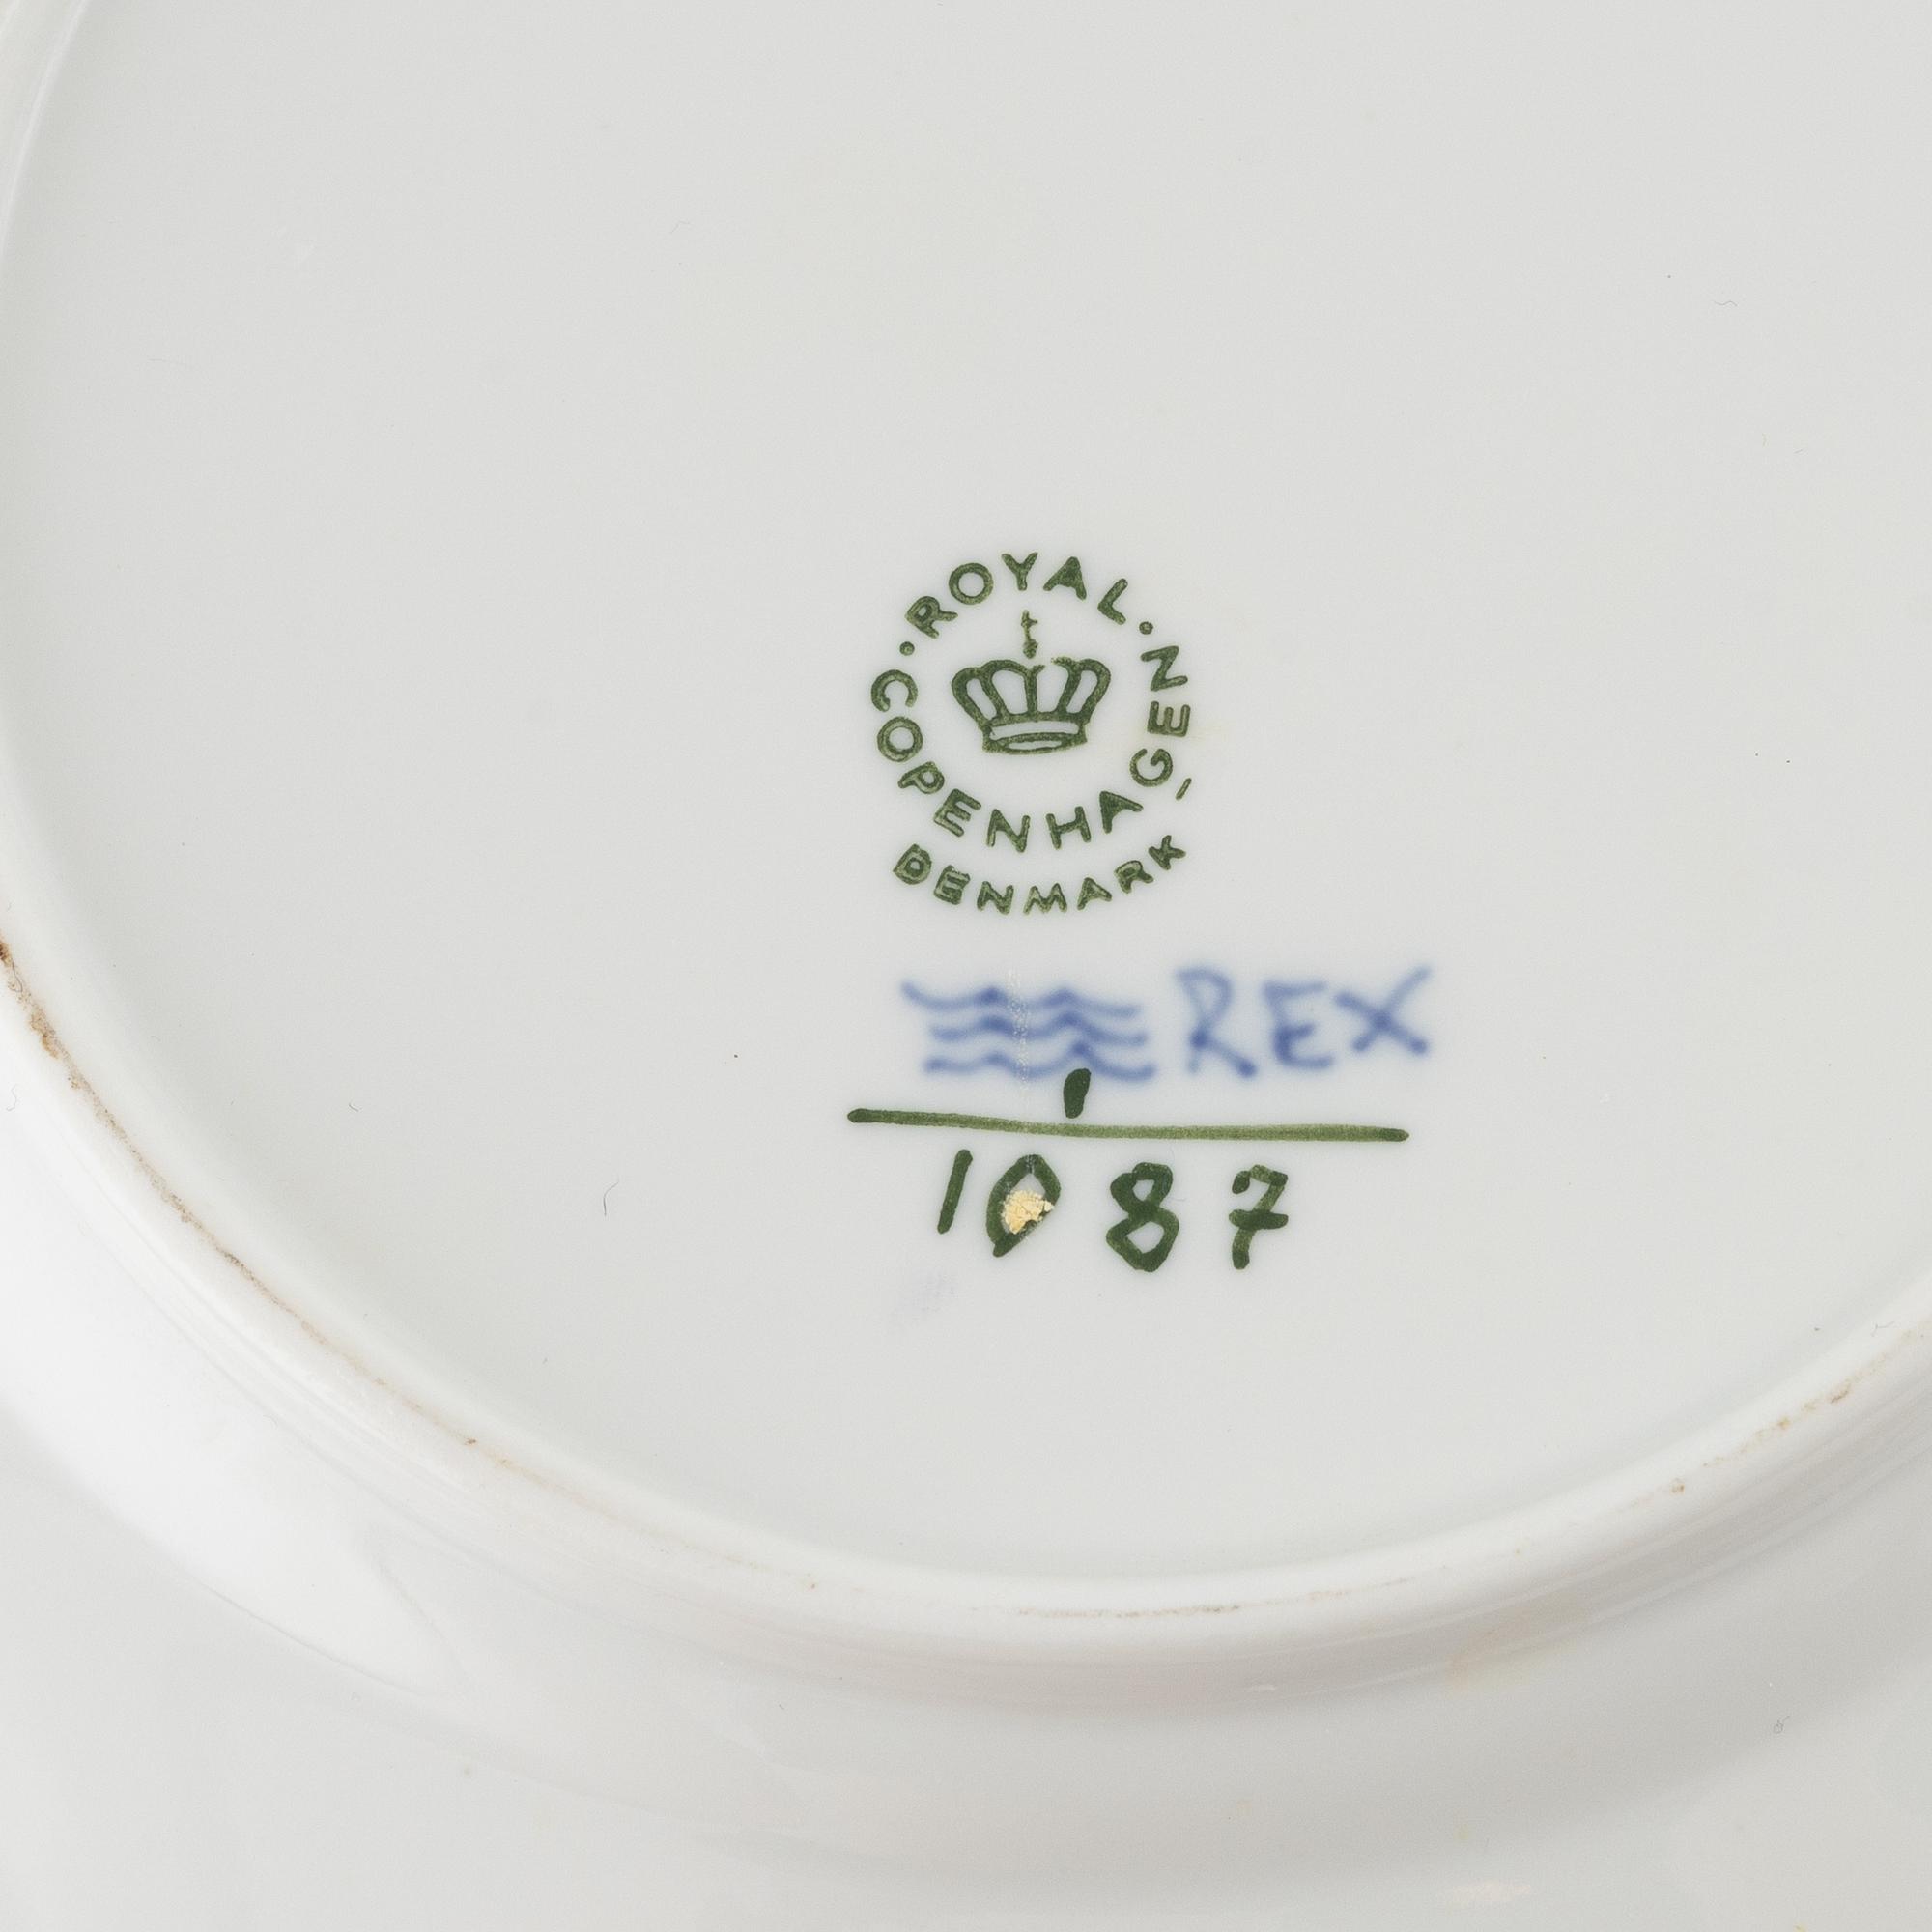 · ROYAL ·
COPENHAGEN
DENMARK
REX
1
1087